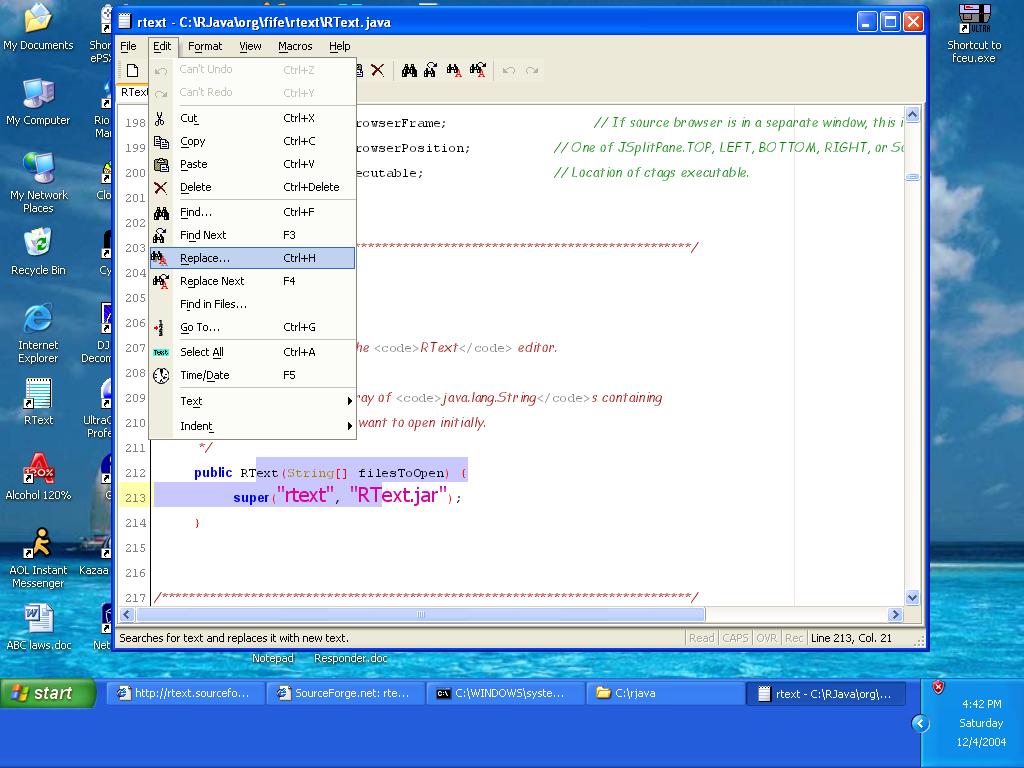 rtext - C:\RJava\org\fife\rtext\RText.java
File Edit Format View Macros Help
RText
Can't Undo Ctrl+Z
Can't Redo Ctrl+Y
Cut Ctrl+X
Copy Ctrl+C
Paste Ctrl+V
Delete Ctrl+Delete
Find... Ctrl+F
Find Next F3
Replace... Ctrl+H
Replace Next F4
Find in Files...
Go To... Ctrl+G
Select All Ctrl+A
Time/Date F5
Text
Indent
198 rowserFrame; // If source browser is in a separate window, this i
199 rowserPosition; // One of JSplitPane.TOP, LEFT, BOTTOM, RIGHT, or So
200 ecutable; // Location of ctags executable.
201
202
203 **************************************************/
204
205
206
207 he <code>RText</code> editor.
208
209 ray of <code>java.lang.String</code>s containing
210 want to open initially.
211 */
212 public RText(String[] filesToOpen) {
213 super("rtext", "RText.jar");
214 }
215
216
217 /********************************************************************************/
Searches for text and replaces it with new text.
Read CAPS OVR Rec Line 213, Col. 21
My Documents
Shor
ePSX
My Computer
Rio
Man
My Network
Places
Clo
Recycle Bin
Cy
Internet
Explorer
DJ
Decom
RText
UltraC
Profe
Alcohol 120%
G
AOL Instant
Messenger
Kazaa
ABC laws.doc
Net
Notepad
Responder.doc
ULTRA
Shortcut to
fceu.exe
start
http://rtext.sourcefo...
SourceForge.net: rte...
C:\WINDOWS\syste...
C:\rjava
rtext - C:\RJava\org\...
4:42 PM
Saturday
12/4/2004